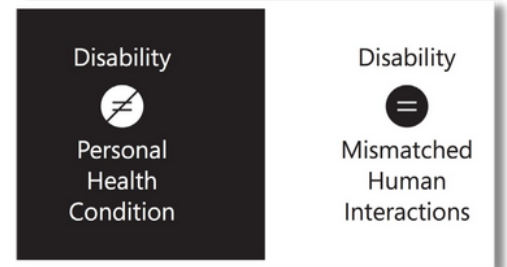 Disability
≠
Personal
Health
Condition
Disability
=
Mismatched
Human
Interactions